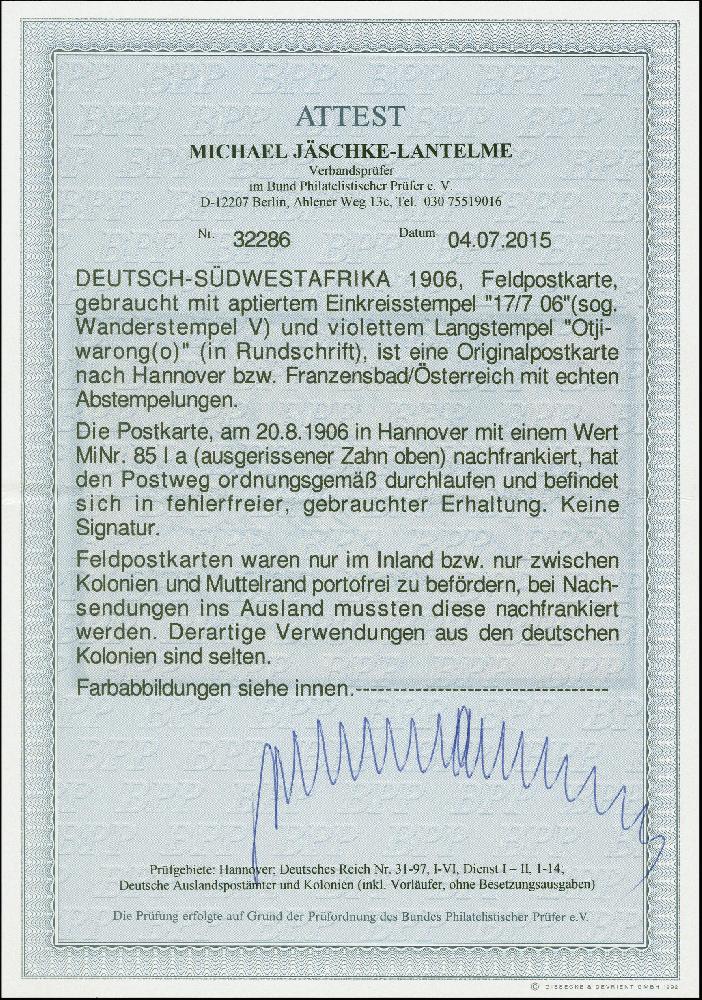 ATTEST
MICHAEL JÄSCHKE-LANTELME
Verbandsprüfer
im Bund Philatelistischer Prüfer e. V.
D-12207 Berlin, Ahlener Weg 13c, Tel. 030 75519016
Nr. 32286 Datum 04.07.2015
DEUTSCH-SÜDWESTAFRIKA 1906, Feldpostkarte,
gebraucht mit aptiertem Einkreisstempel "17/7 06"(sog.
Wanderstempel V) und violettem Langstempel "Otji-
warong(o)" (in Rundschrift), ist eine Originalpostkarte
nach Hannover bzw. Franzensbad/Österreich mit echten
Abstempelungen.
Die Postkarte, am 20.8.1906 in Hannover mit einem Wert
MiNr. 85 I a (ausgerissener Zahn oben) nachfrankiert, hat
den Postweg ordnungsgemäß durchlaufen und befindet
sich in fehlerfreier, gebrauchter Erhaltung. Keine
Signatur.
Feldpostkarten waren nur im Inland bzw. nur zwischen
Kolonien und Muttelrand portofrei zu befördern, bei Nach-
sendungen ins Ausland mussten diese nachfrankiert
werden. Derartige Verwendungen aus den deutschen
Kolonien sind selten.
Farbabbildungen siehe innen.----------------------------------
Prüfgebiete: Hannover; Deutsches Reich Nr. 31-97, I-VI, Dienst I – II, 1-14,
Deutsche Auslandspostämter und Kolonien (inkl. Vorläufer, ohne Besetzungsausgaben)
Die Prüfung erfolgte auf Grund der Prüfordnung des Bundes Philatelistischer Prüfer e.V.
© GIESECKE & DEVRIENT GMBH 1992